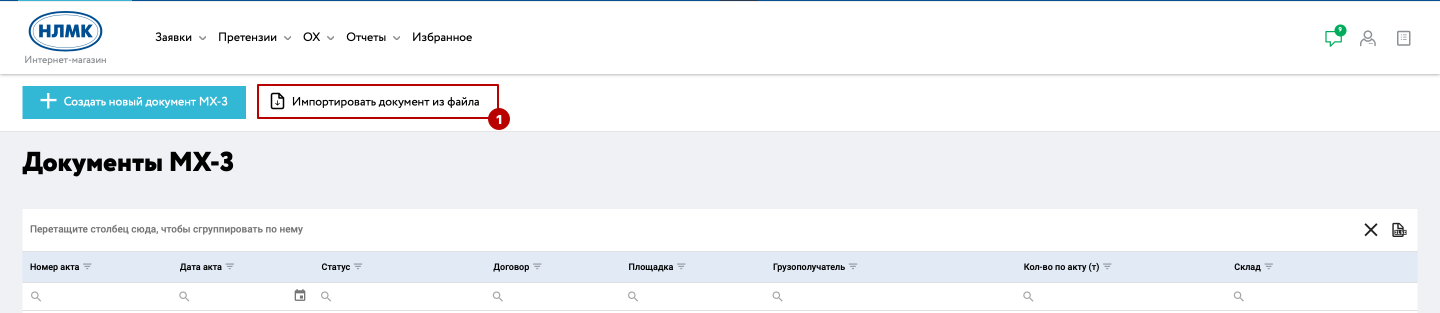 НЛМК
Интернет-магазин
Заявки Претензии ОХ Отчеты Избранное
9
Создать новый документ МХ-3 Импортировать документ из файла
1
Документы МХ-3
Перетащите столбец сюда, чтобы сгруппировать по нему
Номер акта Дата акта Статус Договор Площадка Грузополучатель Кол-во по акту (т) Склад